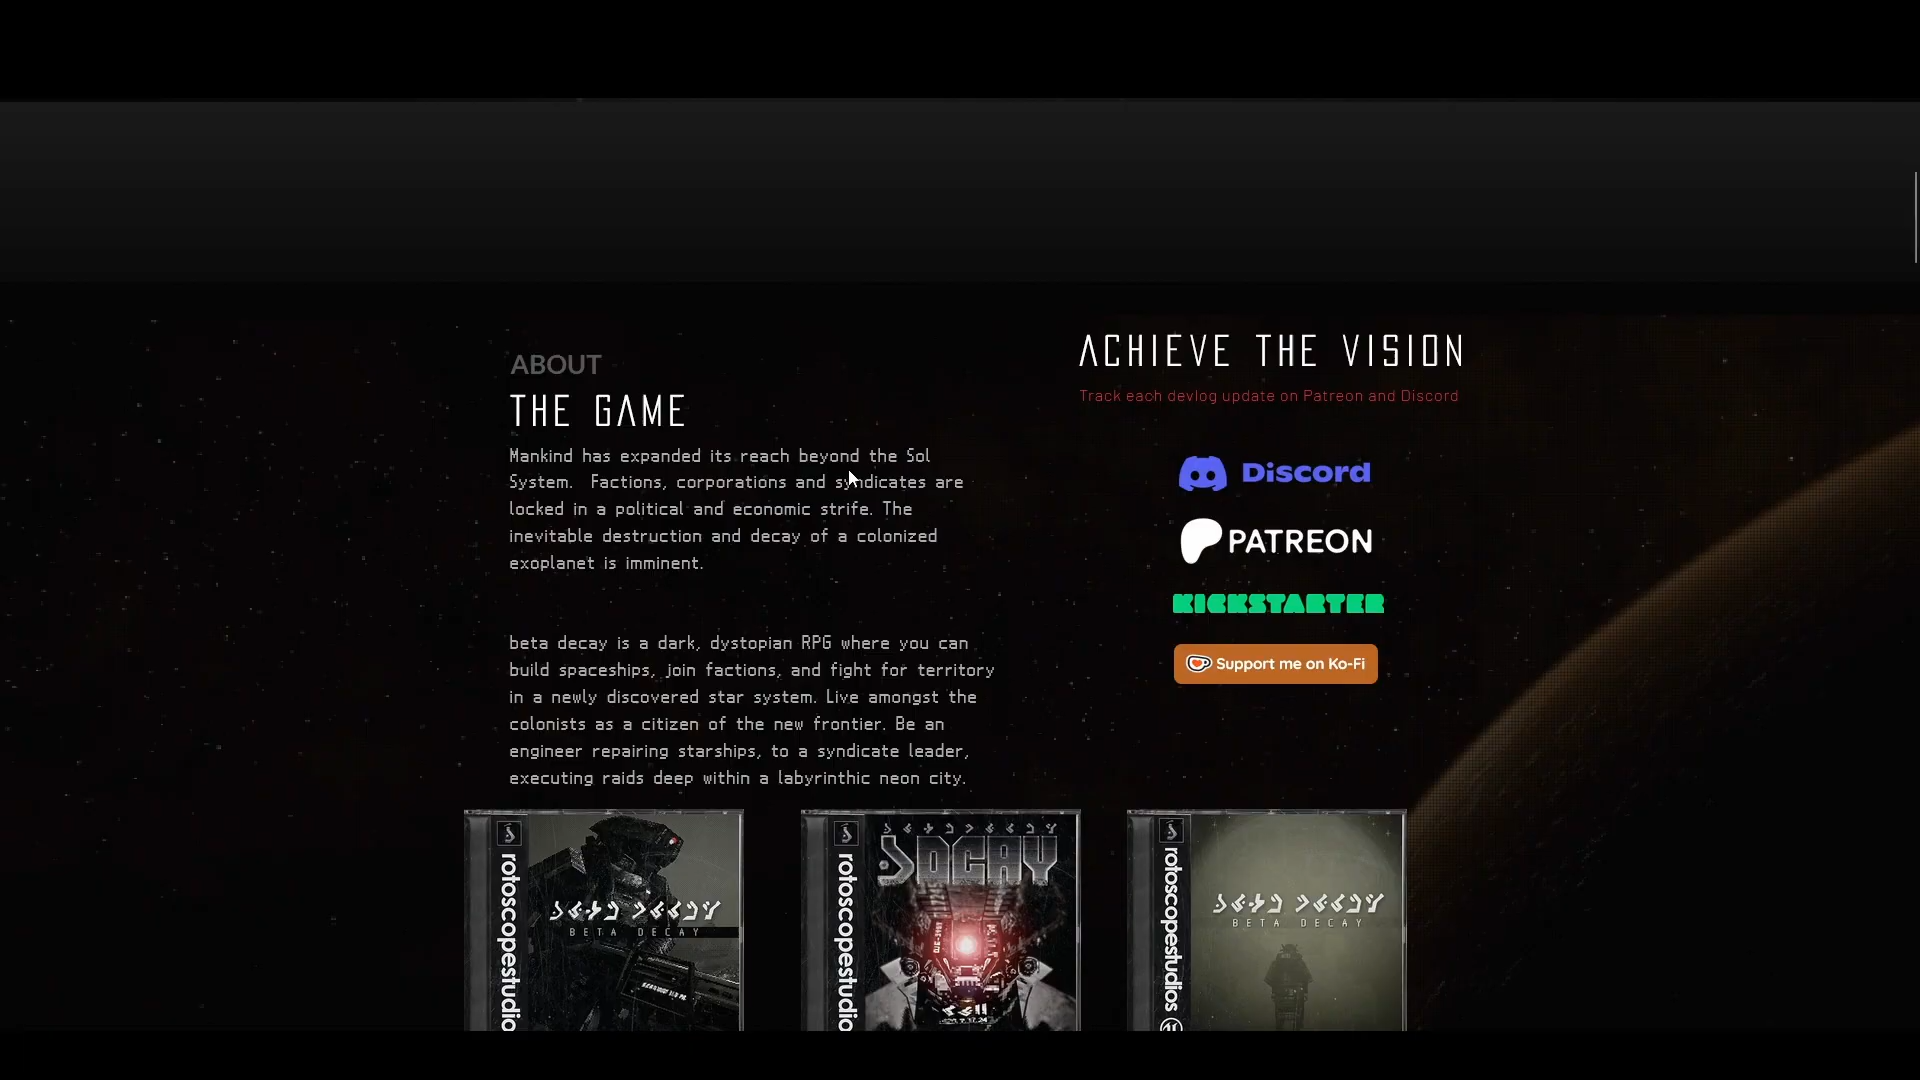 ABOUT
THE GAME
Mankind has expanded its reach beyond the Sol
System. Factions, corporations and syndicates are
locked in a political and economic strife. The
inevitable destruction and decay of a colonized
exoplanet is imminent.
beta decay is a dark, dystopian RPG where you can
build spaceships, join factions, and fight for territory
in a newly discovered star system. Live amongst the
colonists as a citizen of the new frontier. Be an
engineer repairing starships, to a syndicate leader,
executing raids deep within a labyrinthic neon city.
ACHIEVE THE VISION
Track each devlog update on Patreon and Discord
Discord
PATREON
KICKSTARTER
Support me on Ko-Fi
rotoscopestudio
BETA DECAY
rotoscopestudio
rotoscopestudios
BETA DECAY